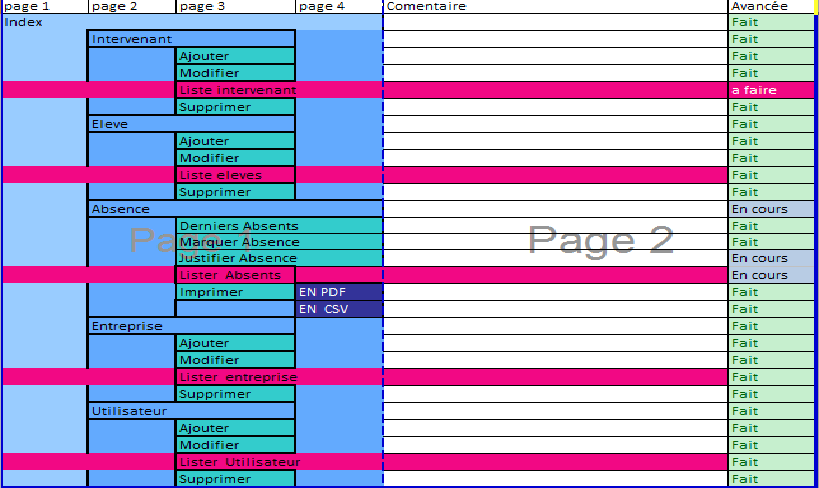 page 1 page 2 page 3 page 4 Comentaire Avancée
Index Fait
Intervenant Fait
Ajouter Fait
Modifier Fait
Liste intervenant a faire
Supprimer Fait
Eleve Fait
Ajouter Fait
Modifier Fait
Liste eleves Fait
Supprimer Fait
Absence En cours
Derniers Absents Fait
Marquer Absence Fait
Page 1 Page 2
Justifier Absence En cours
Lister Absents En cours
Imprimer EN PDF Fait
EN CSV Fait
Entreprise Fait
Ajouter Fait
Modifier Fait
Lister entreprise Fait
Supprimer Fait
Utilisateur Fait
Ajouter Fait
Modifier Fait
Lister Utilisateur Fait
Supprimer Fait